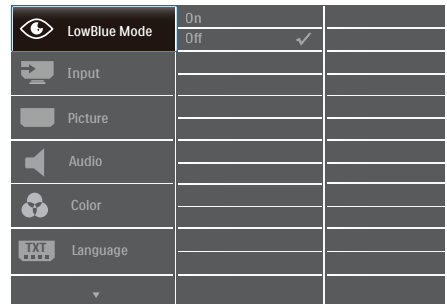 LowBlue Mode
On
Off
Input
Picture
Audio
Color
TXT
Language